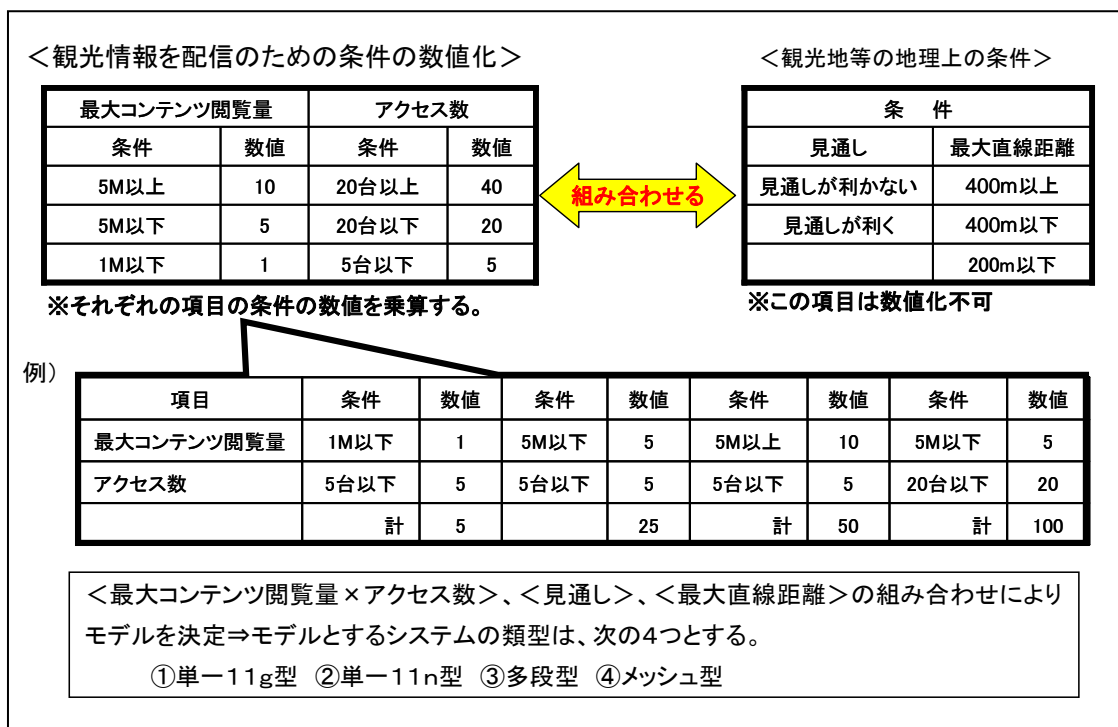 ＜観光情報を配信のための条件の数値化＞
最大コンテンツ閲覧量 アクセス数
条件 数値 条件 数値
5M以上 10 20台以上 40
5M以下 5 20台以下 20
1M以下 1 5台以下 5
※それぞれの項目の条件の数値を乗算する。
組み合わせる
＜観光地等の地理上の条件＞
条 件
見通し 最大直線距離
見通しが利かない 400m以上
見通しが利く 400m以下
200m以下
※この項目は数値化不可
例）
項目 条件 数値 条件 数値 条件 数値 条件 数値
最大コンテンツ閲覧量 1M以下 1 5M以下 5 5M以上 10 5M以下 5
アクセス数 5台以下 5 5台以下 5 5台以下 5 20台以下 20
計 5 25 計 50 計 100
＜最大コンテンツ閲覧量×アクセス数＞、＜見通し＞、＜最大直線距離＞の組み合わせにより
モデルを決定⇒モデルとするシステムの類型は、次の４つとする。
①単一１１ｇ型 ②単一１１ｎ型 ③多段型 ④メッシュ型